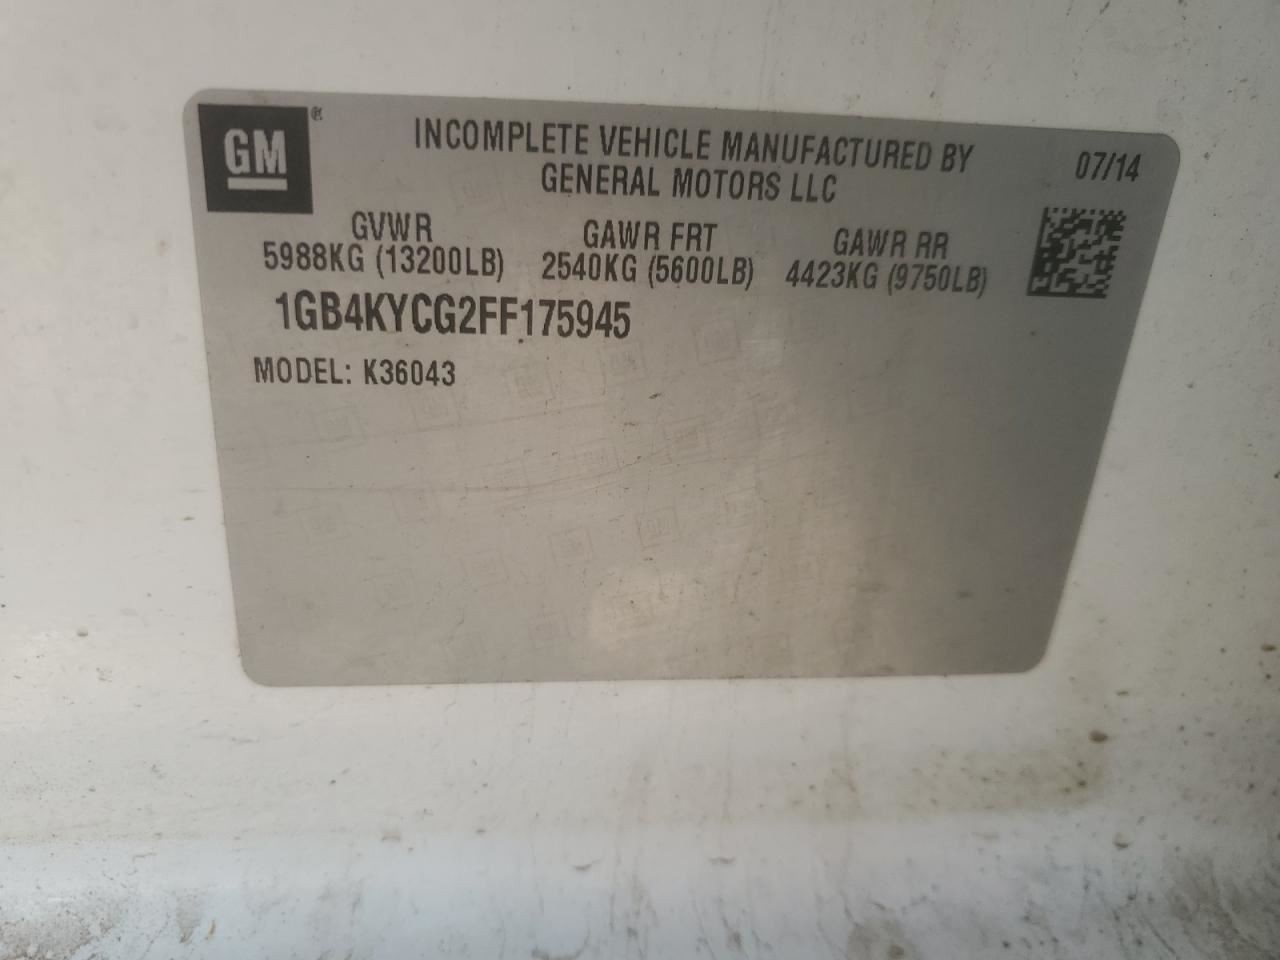 GM®
INCOMPLETE VEHICLE MANUFACTURED BY
GENERAL MOTORS LLC
07/14
GVWR GAWR FRT GAWR RR
5988KG (13200LB) 2540KG (5600LB) 4423KG (9750LB)
1GB4KYCG2FF175945
MODEL: K36043